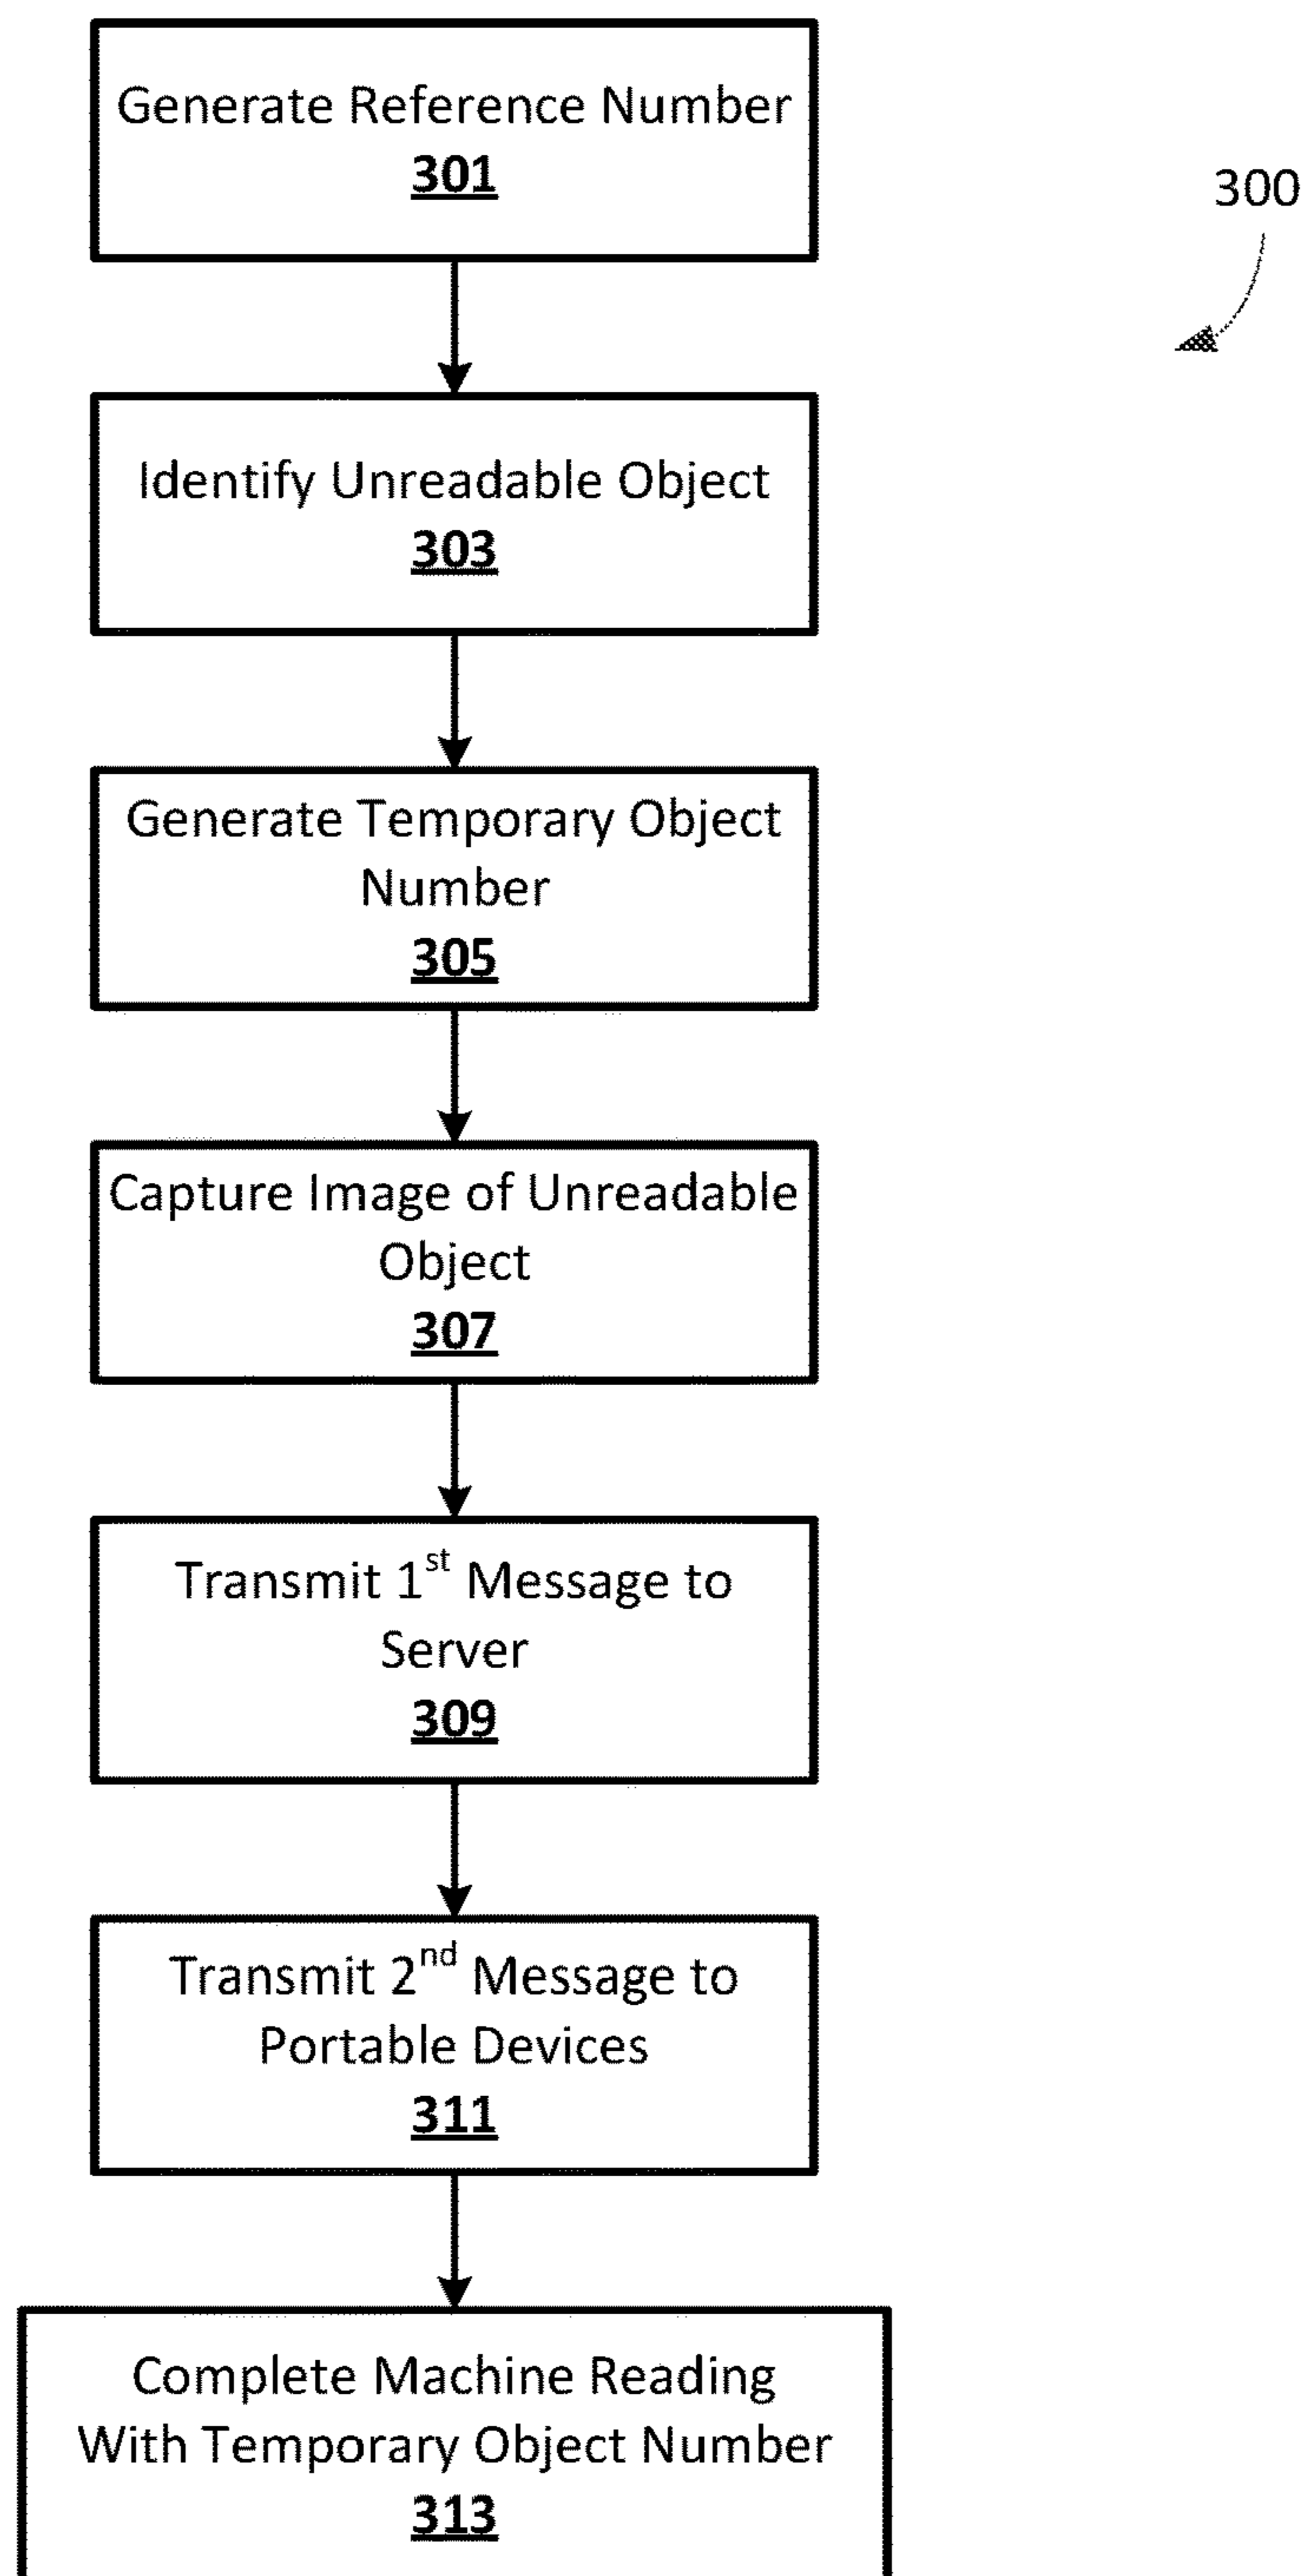 Generate Reference Number
301
300
Identify Unreadable Object
303
Generate Temporary Object
Number
305
Capture Image of Unreadable
Object
307
Transmit 1st Message to
Server
309
Transmit 2nd Message to
Portable Devices
311
Complete Machine Reading
With Temporary Object Number
313